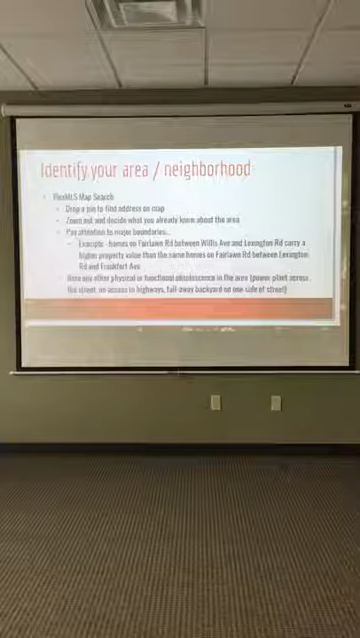 Identify your area / neighborhood
FlexMLS Map Search
Drop a pin to find address on map
Zoom out and decide what you already know about the area
Pay attention to major boundaries...
Example - homes on Fairlawn Rd between Willis Ave and Lexington Rd carry a
higher property value than the same homes on Fairlawn Rd between Lexington
Rd and Frankfort Ave
any other physical or functional obsolescence in the area (power plant across
the street, on access to highways, fall-away backyard on one side of street)